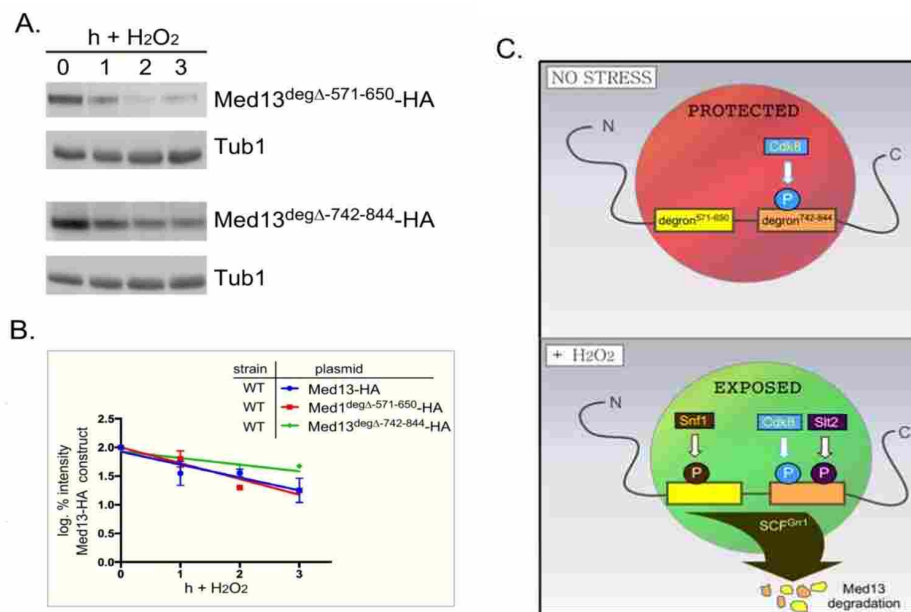 A.
h + H2O2
0 1 2 3
Med13degΔ-571-650-HA
Tub1
Med13degΔ-742-844-HA
Tub1
B.
strain plasmid
WT Med13-HA
WT Med1degΔ-571-650-HA
WT Med13degΔ-742-844-HA
log. % intensity
Med13-HA construct
2.5
2.0
1.5
1.0
0.5
0.0
0 1 2 3
h + H2O2
C.
NO STRESS
PROTECTED
N
Cdk8
C
P
degron571-650 degron742-844
+ H2O2
EXPOSED
N
Snf1 Cdk8 Slt2
C
P P P
SCFGrr1
Med13
degradation